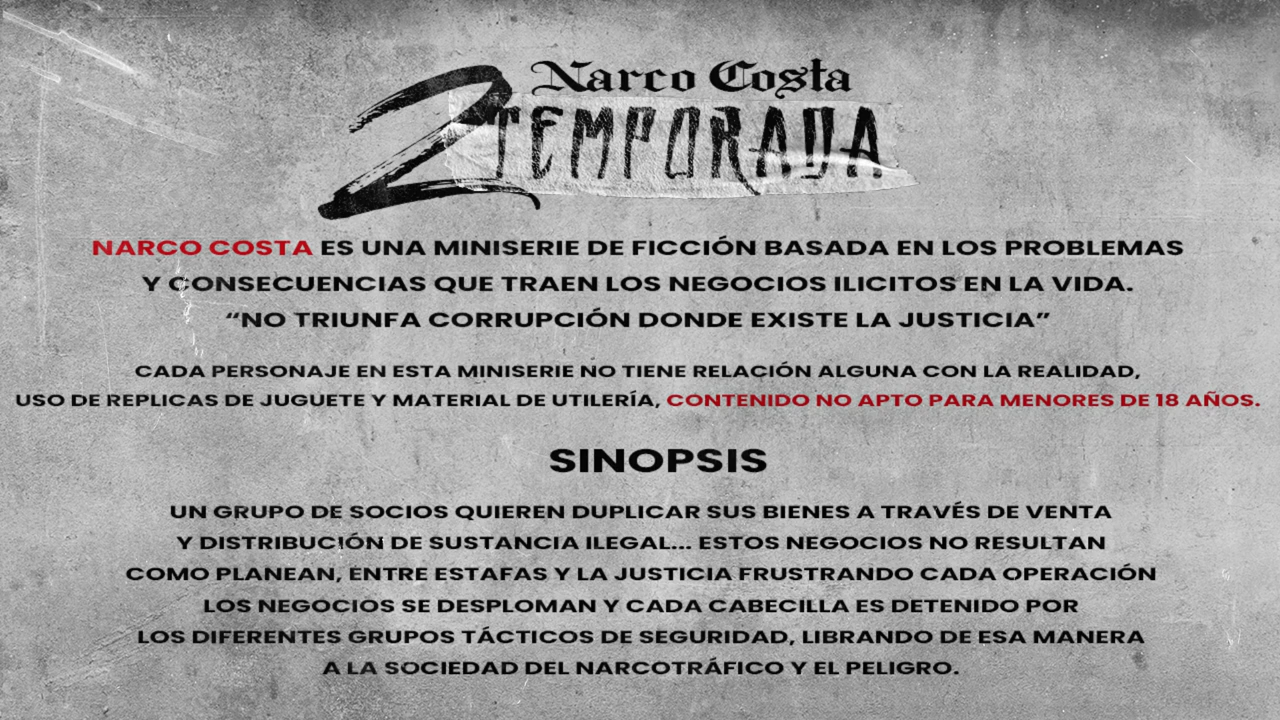 Narco Costa
2 TEMPORADA
NARCO COSTA ES UNA MINISERIE DE FICCIÓN BASADA EN LOS PROBLEMAS
Y CONSECUENCIAS QUE TRAEN LOS NEGOCIOS ILICITOS EN LA VIDA.
“NO TRIUNFA CORRUPCIÓN DONDE EXISTE LA JUSTICIA”
CADA PERSONAJE EN ESTA MINISERIE NO TIENE RELACIÓN ALGUNA CON LA REALIDAD,
USO DE REPLICAS DE JUGUETE Y MATERIAL DE UTILERÍA, CONTENIDO NO APTO PARA MENORES DE 18 AÑOS.
SINOPSIS
UN GRUPO DE SOCIOS QUIEREN DUPLICAR SUS BIENES A TRAVÉS DE VENTA
Y DISTRIBUCIÓN DE SUSTANCIA ILEGAL... ESTOS NEGOCIOS NO RESULTAN
COMO PLANEAN, ENTRE ESTAFAS Y LA JUSTICIA FRUSTRANDO CADA OPERACIÓN
LOS NEGOCIOS SE DESPLOMAN Y CADA CABECILLA ES DETENIDO POR
LOS DIFERENTES GRUPOS TÁCTICOS DE SEGURIDAD, LIBRANDO DE ESA MANERA
A LA SOCIEDAD DEL NARCOTRÁFICO Y EL PELIGRO.